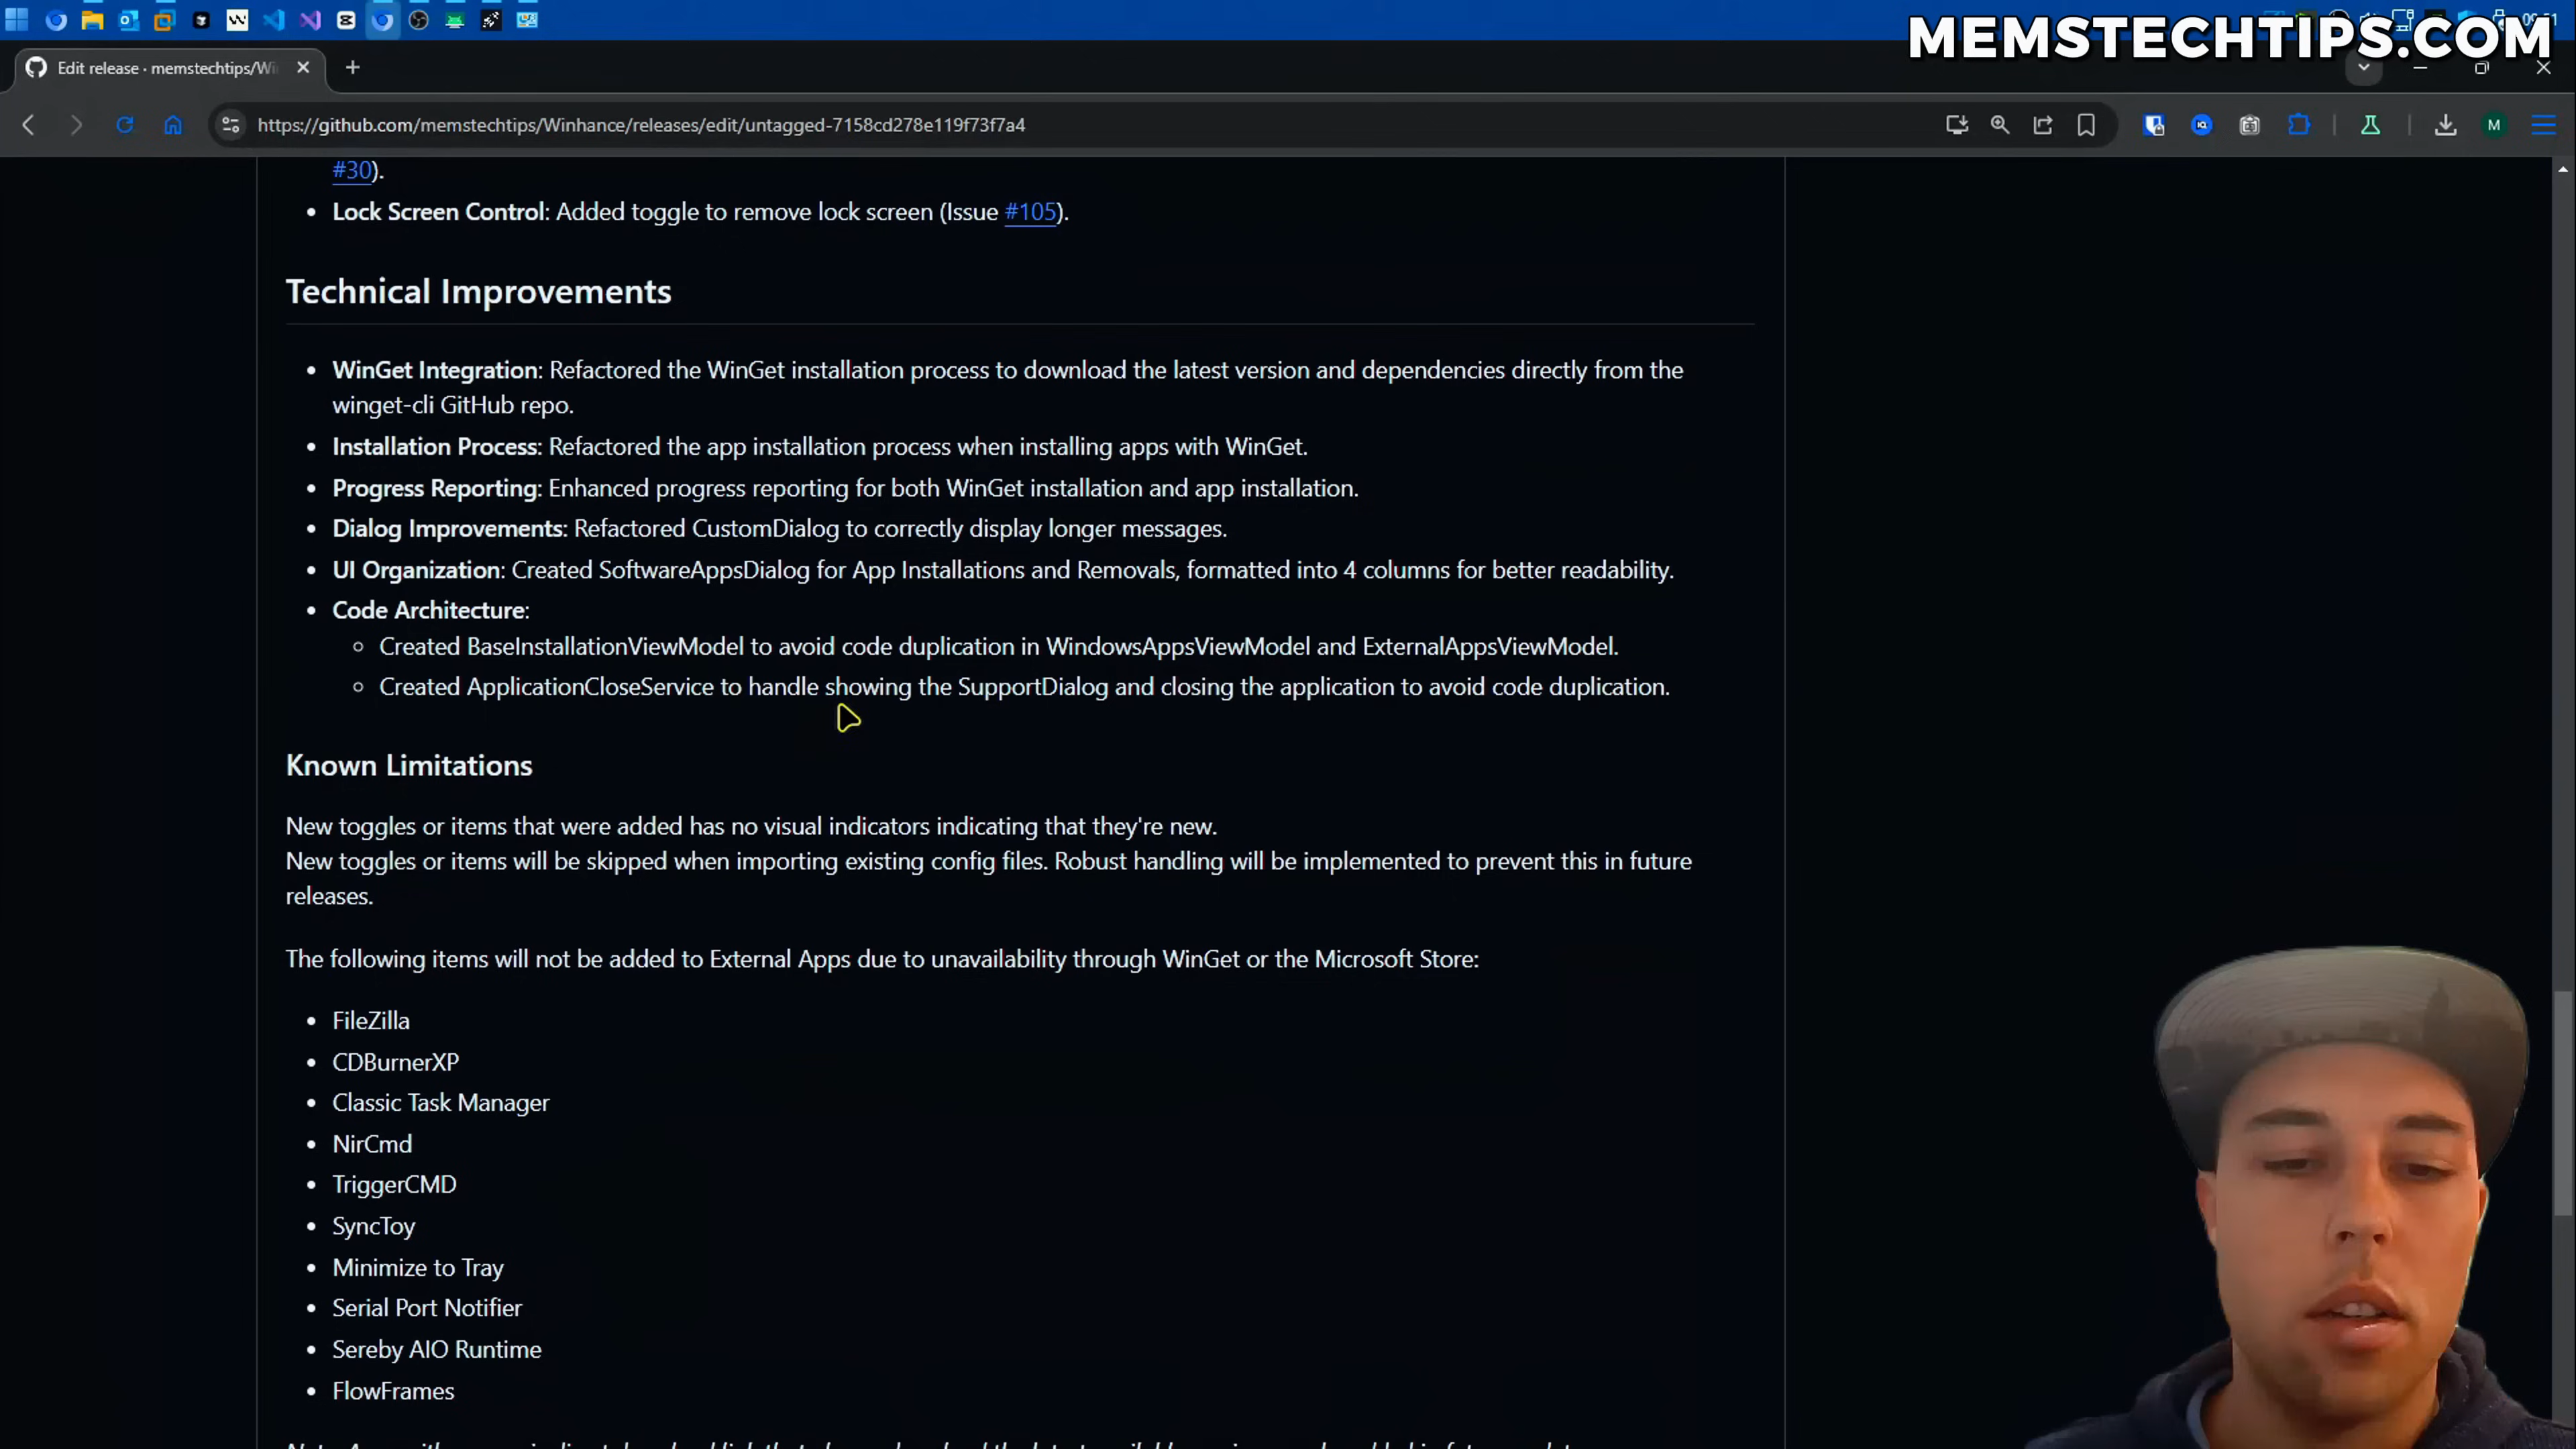 MEMSTECHTIPS.COM
Edit release · memstechtips/Wi
https://github.com/memstechtips/Winhance/releases/edit/untagged-7158cd278e119f73f7a4
M
#30).
• Lock Screen Control: Added toggle to remove lock screen (Issue #105).
Technical Improvements
• WinGet Integration: Refactored the WinGet installation process to download the latest version and dependencies directly from the
winget-cli GitHub repo.
• Installation Process: Refactored the app installation process when installing apps with WinGet.
• Progress Reporting: Enhanced progress reporting for both WinGet installation and app installation.
• Dialog Improvements: Refactored CustomDialog to correctly display longer messages.
• UI Organization: Created SoftwareAppsDialog for App Installations and Removals, formatted into 4 columns for better readability.
• Code Architecture:
◦ Created BaseInstallationViewModel to avoid code duplication in WindowsAppsViewModel and ExternalAppsViewModel.
◦ Created ApplicationCloseService to handle showing the SupportDialog and closing the application to avoid code duplication.
Known Limitations
New toggles or items that were added has no visual indicators indicating that they're new.
New toggles or items will be skipped when importing existing config files. Robust handling will be implemented to prevent this in future
releases.
The following items will not be added to External Apps due to unavailability through WinGet or the Microsoft Store:
• FileZilla
• CDBurnerXP
• Classic Task Manager
• NirCmd
• TriggerCMD
• SyncToy
• Minimize to Tray
• Serial Port Notifier
• Sereby AIO Runtime
• FlowFrames